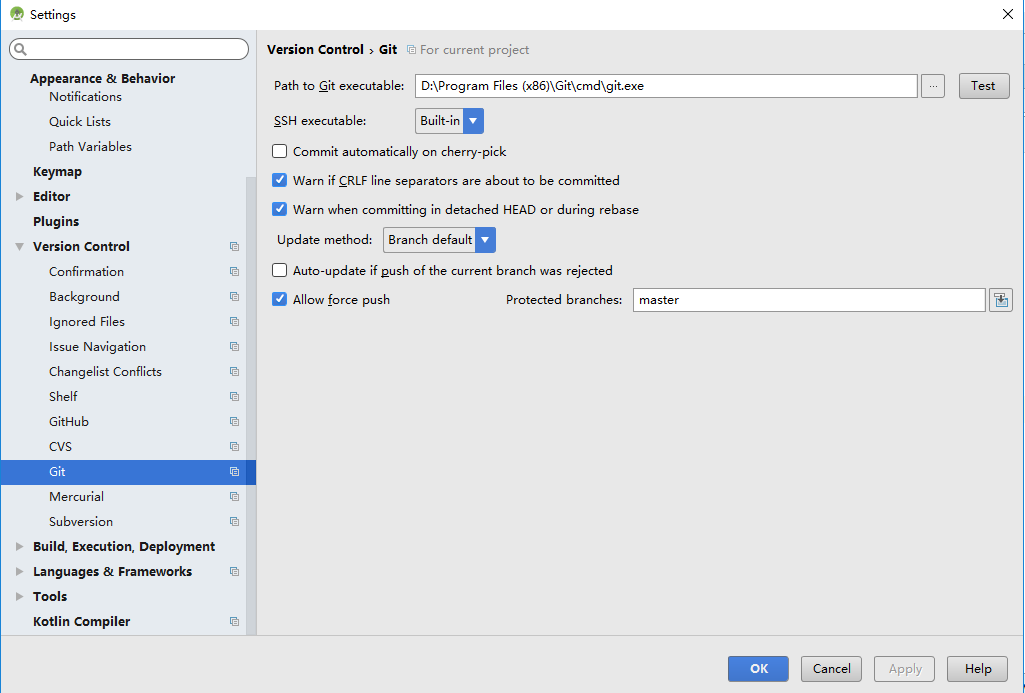 Settings
Appearance & Behavior
Notifications
Quick Lists
Path Variables
Keymap
Editor
Plugins
Version Control
Confirmation
Background
Ignored Files
Issue Navigation
Changelist Conflicts
Shelf
GitHub
CVS
Git
Mercurial
Subversion
Build, Execution, Deployment
Languages & Frameworks
Tools
Kotlin Compiler
Version Control › Git For current project
Path to Git executable: D:\Program Files (x86)\Git\cmd\git.exe ... Test
SSH executable: Built-in
Commit automatically on cherry-pick
Warn if CRLF line separators are about to be committed
Warn when committing in detached HEAD or during rebase
Update method: Branch default
Auto-update if push of the current branch was rejected
Allow force push Protected branches: master
OK Cancel Apply Help